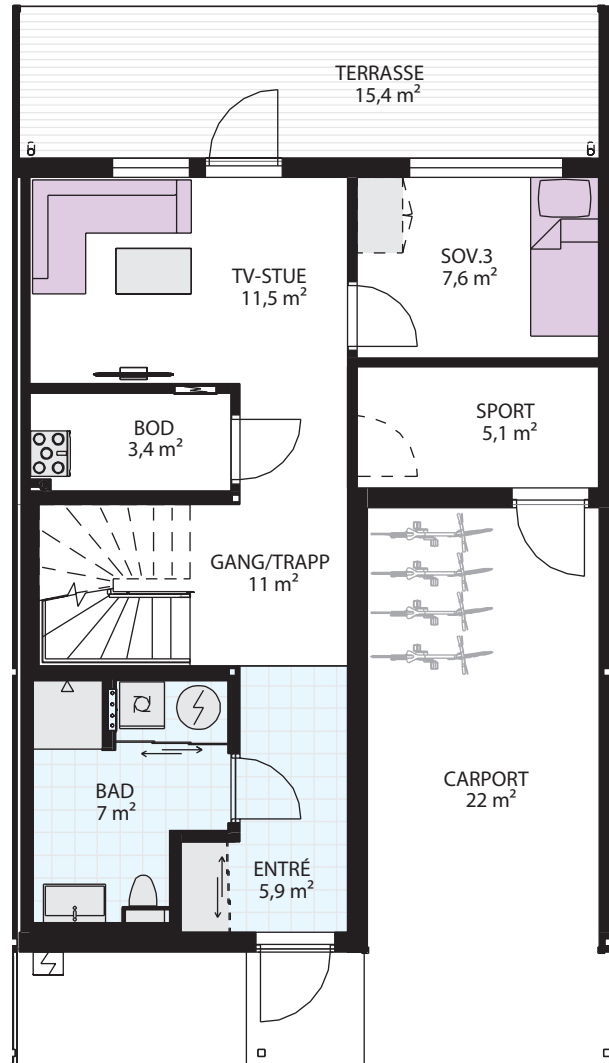 TERRASSE
15,4 m²
TV-STUE
11,5 m²
SOV.3
7,6 m²
BOD
3,4 m²
SPORT
5,1 m²
GANG/TRAPP
11 m²
BAD
7 m²
CARPORT
22 m²
ENTRÉ
5,9 m²